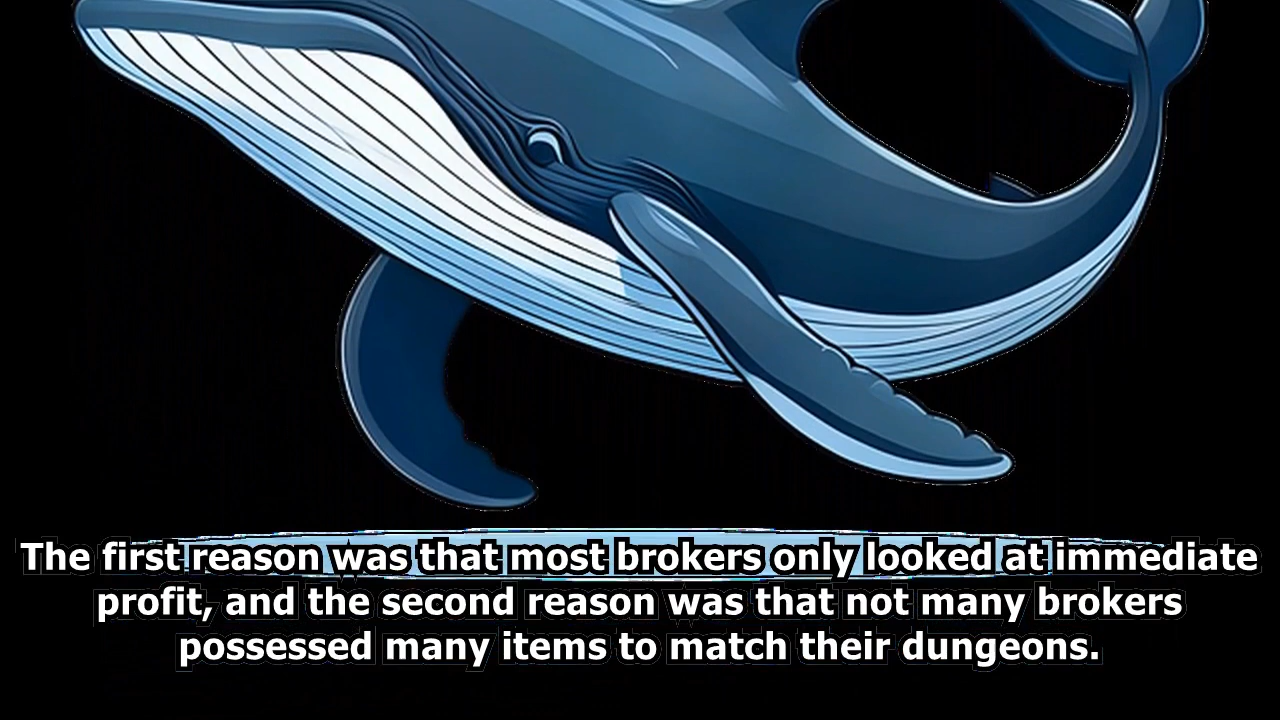 The first reason was that most brokers only looked at immediate
profit, and the second reason was that not many brokers
possessed many items to match their dungeons.